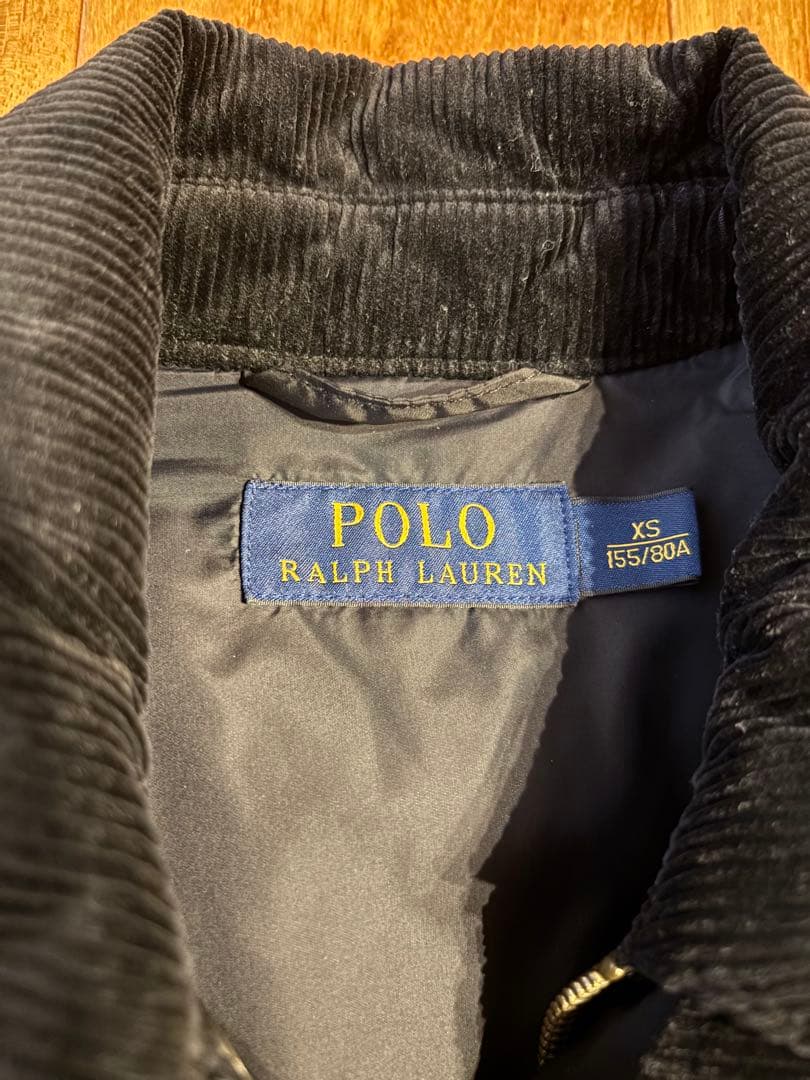 POLO
RALPH LAUREN
XS
155/80A